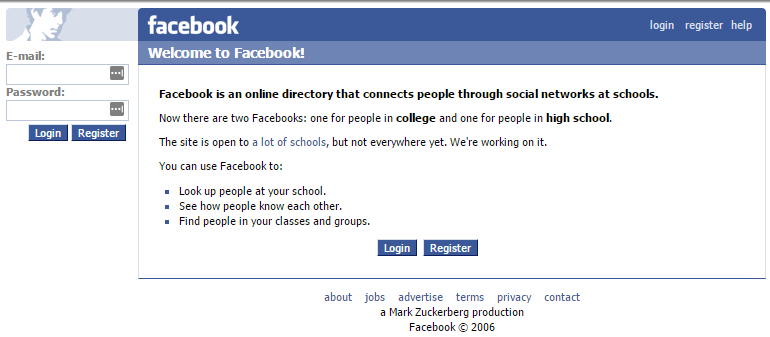 facebook
login register help
E-mail:
Password:
Login Register
Welcome to Facebook!
Facebook is an online directory that connects people through social networks at schools.
Now there are two Facebooks: one for people in college and one for people in high school.
The site is open to a lot of schools, but not everywhere yet. We're working on it.
You can use Facebook to:
Look up people at your school.
See how people know each other.
Find people in your classes and groups.
Login Register
about jobs advertise terms privacy contact
a Mark Zuckerberg production
Facebook © 2006